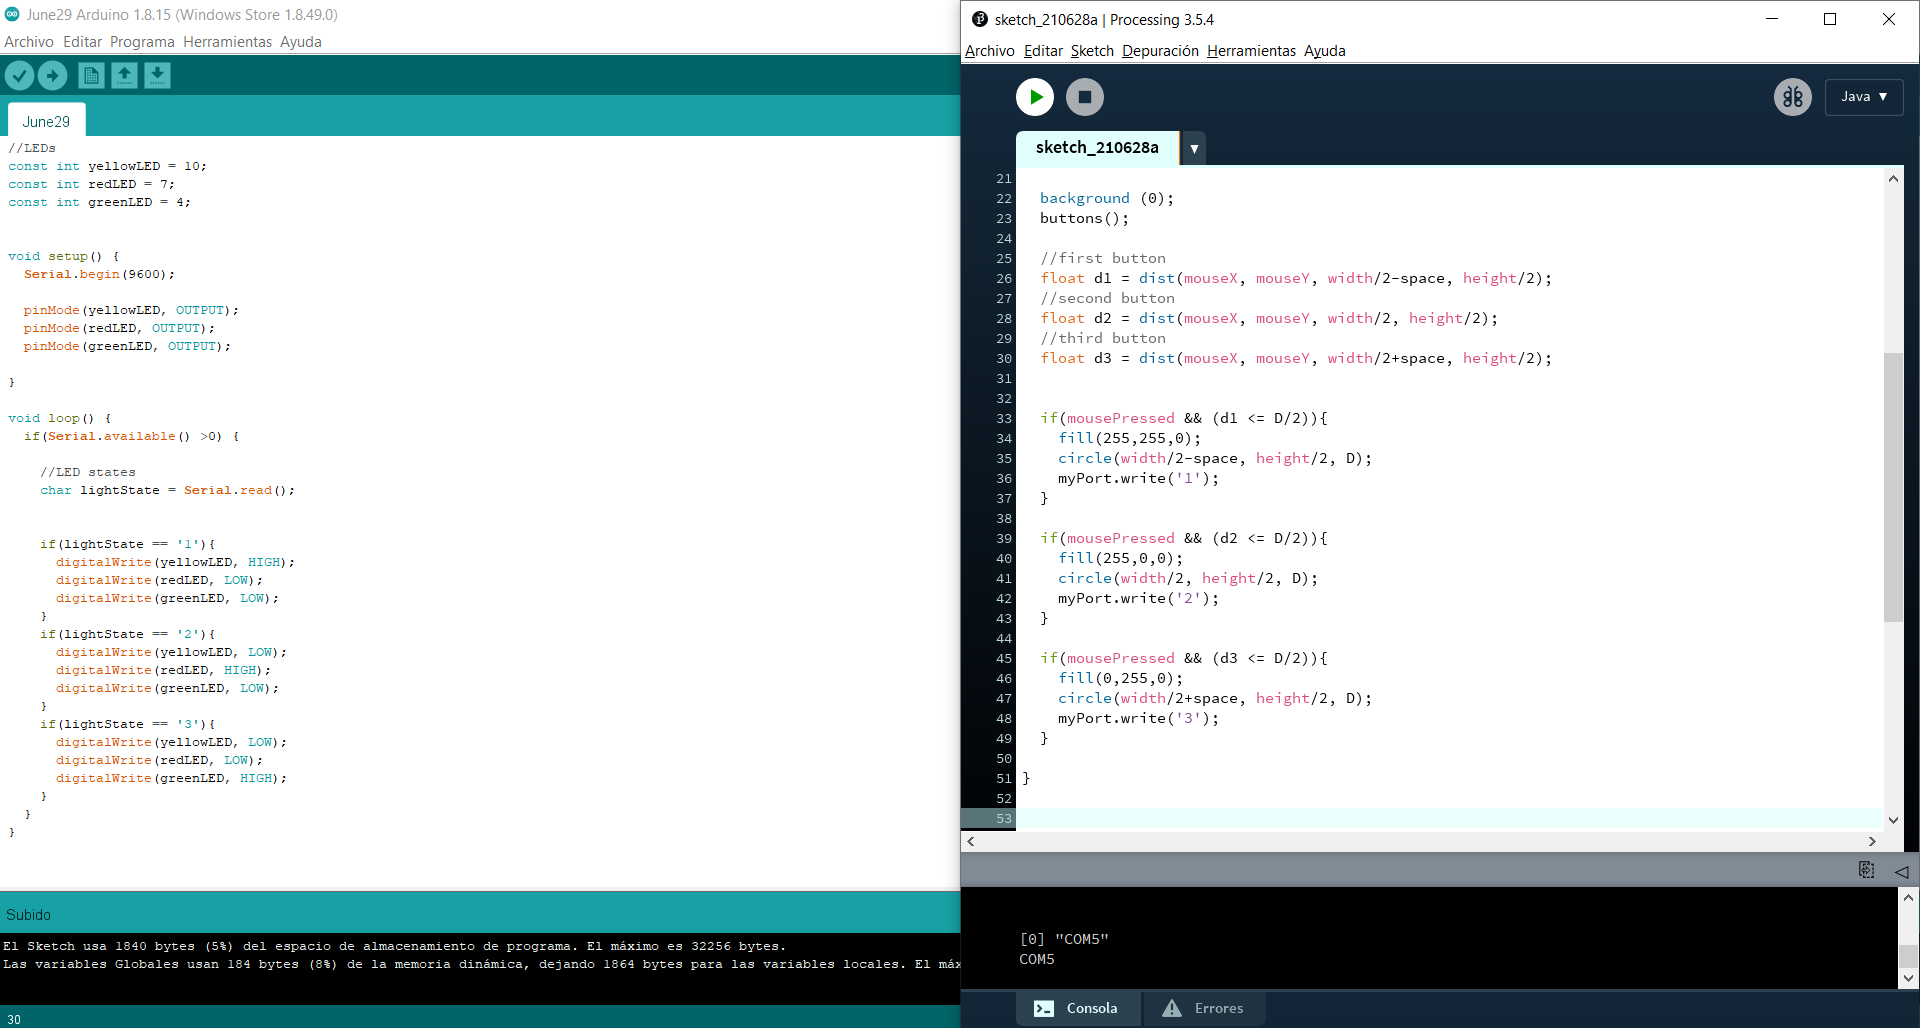 June29 Arduino 1.8.15 (Windows Store 1.8.49.0)
Archivo Editar Programa Herramientas Ayuda
June29
//LEDs
const int yellowLED = 10;
const int redLED = 7;
const int greenLED = 4;
void setup() {
Serial.begin(9600);
pinMode(yellowLED, OUTPUT);
pinMode(redLED, OUTPUT);
pinMode(greenLED, OUTPUT);
}
void loop() {
if(Serial.available() >0) {
//LED states
char lightState = Serial.read();
if(lightState == '1'){
digitalWrite(yellowLED, HIGH);
digitalWrite(redLED, LOW);
digitalWrite(greenLED, LOW);
}
if(lightState == '2'){
digitalWrite(yellowLED, LOW);
digitalWrite(redLED, HIGH);
digitalWrite(greenLED, LOW);
}
if(lightState == '3'){
digitalWrite(yellowLED, LOW);
digitalWrite(redLED, LOW);
digitalWrite(greenLED, HIGH);
}
}
}
Subido
El Sketch usa 1840 bytes (5%) del espacio de almacenamiento de programa. El máximo es 32256 bytes.
Las variables Globales usan 184 bytes (8%) de la memoria dinámica, dejando 1864 bytes para las variables locales. El máx
30
sketch_210628a | Processing 3.5.4
Archivo Editar Sketch Depuración Herramientas Ayuda
Java ▼
sketch_210628a ▼
21
22 background (0);
23 buttons();
24
25 //first button
26 float d1 = dist(mouseX, mouseY, width/2-space, height/2);
27 //second button
28 float d2 = dist(mouseX, mouseY, width/2, height/2);
29 //third button
30 float d3 = dist(mouseX, mouseY, width/2+space, height/2);
31
32
33 if(mousePressed && (d1 <= D/2)){
34 fill(255,255,0);
35 circle(width/2-space, height/2, D);
36 myPort.write('1');
37 }
38
39 if(mousePressed && (d2 <= D/2)){
40 fill(255,0,0);
41 circle(width/2, height/2, D);
42 myPort.write('2');
43 }
44
45 if(mousePressed && (d3 <= D/2)){
46 fill(0,255,0);
47 circle(width/2+space, height/2, D);
48 myPort.write('3');
49 }
50
51 }
52
53
[0] "COM5"
COM5
Consola Errores